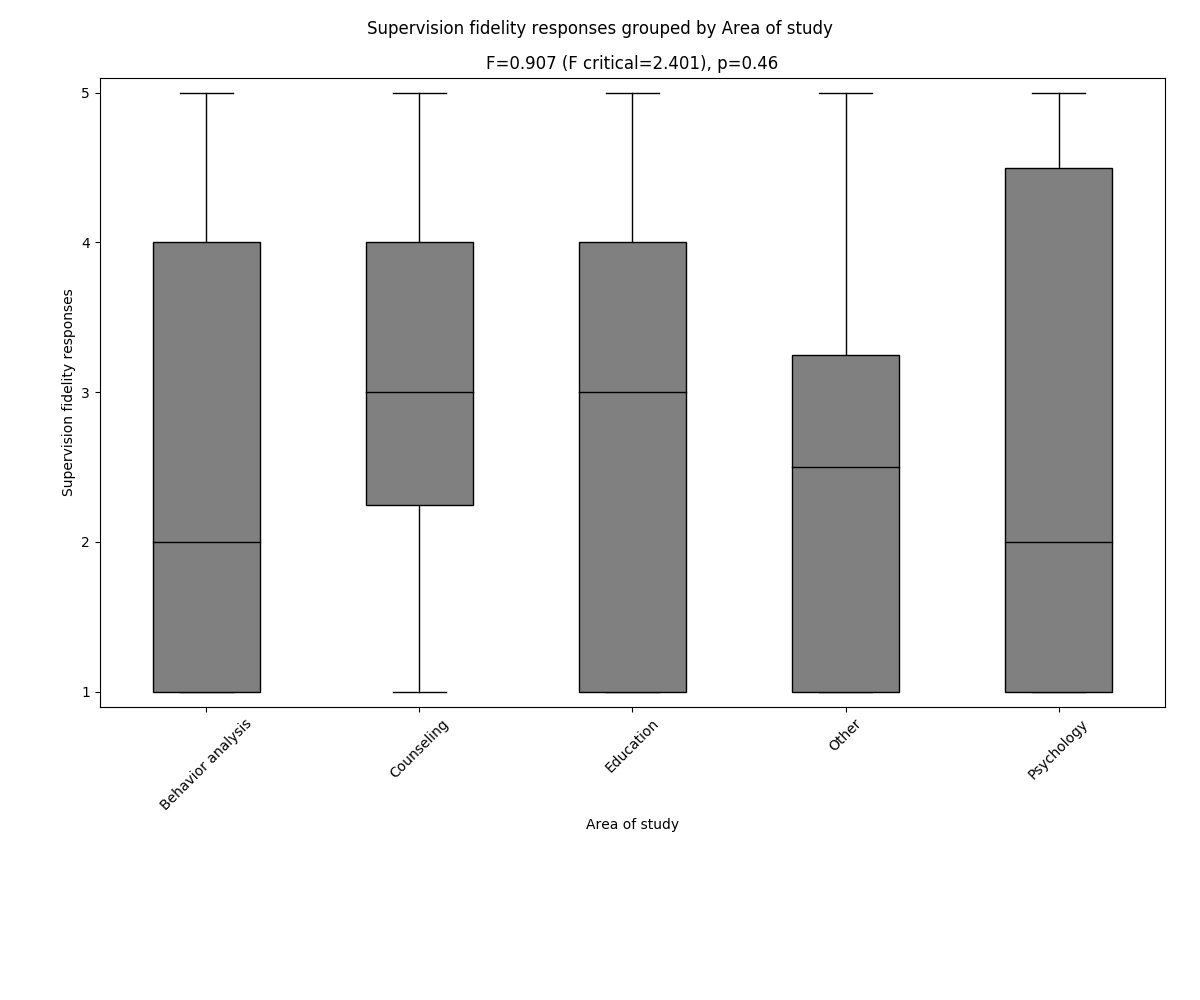 Supervision fidelity responses grouped by Area of study
F=0.907 (F critical=2.401), p=0.46
Supervision fidelity responses
5
4
3
2
1
Behavior analysis
Counseling
Education
Other
Psychology
Area of study